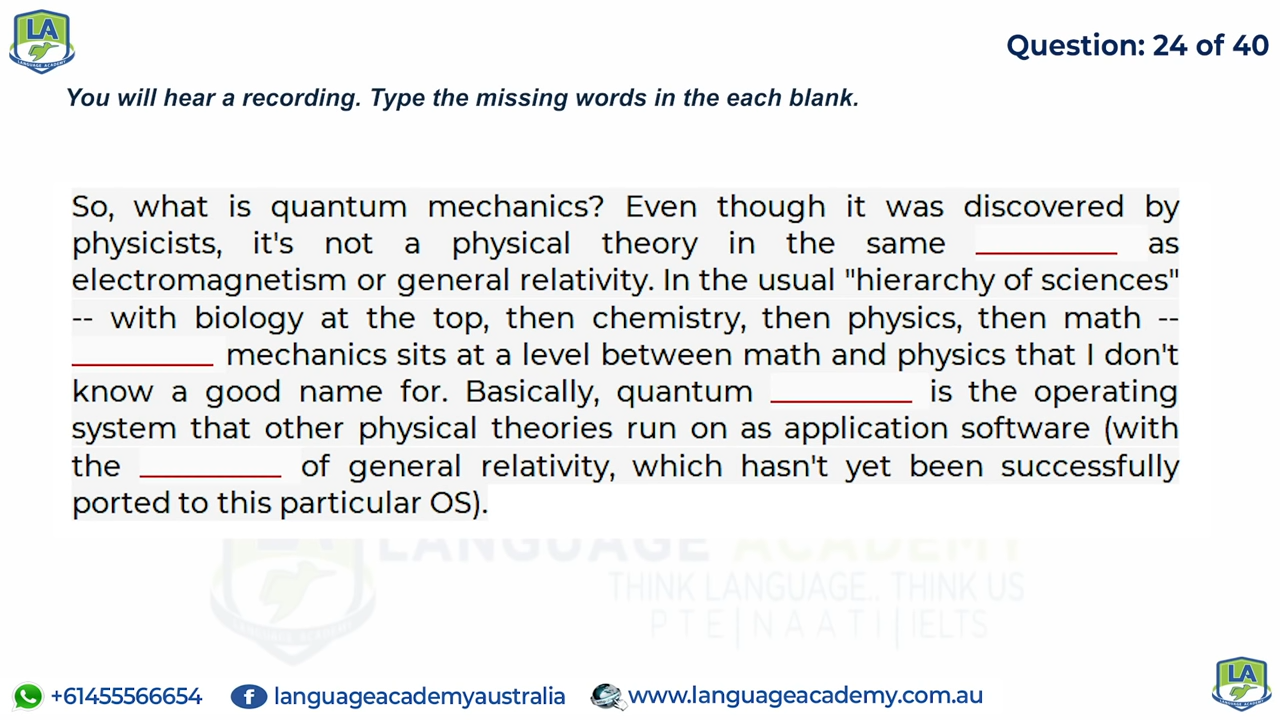 LA
LANGUAGE ACADEMY
Question: 24 of 40
You will hear a recording. Type the missing words in the each blank.
So, what is quantum mechanics? Even though it was discovered by
physicists, it's not a physical theory in the same ________ as
electromagnetism or general relativity. In the usual "hierarchy of sciences"
-- with biology at the top, then chemistry, then physics, then math --
________ mechanics sits at a level between math and physics that I don't
know a good name for. Basically, quantum ________ is the operating
system that other physical theories run on as application software (with
the ________ of general relativity, which hasn't yet been successfully
ported to this particular OS).
LANGUAGE ACADEMY
THINK LANGUAGE.. THINK US
PTE|NAATI|IELTS
LANGUAGE ACADEMY
+61455566654
languageacademyaustralia
www.languageacademy.com.au
LA